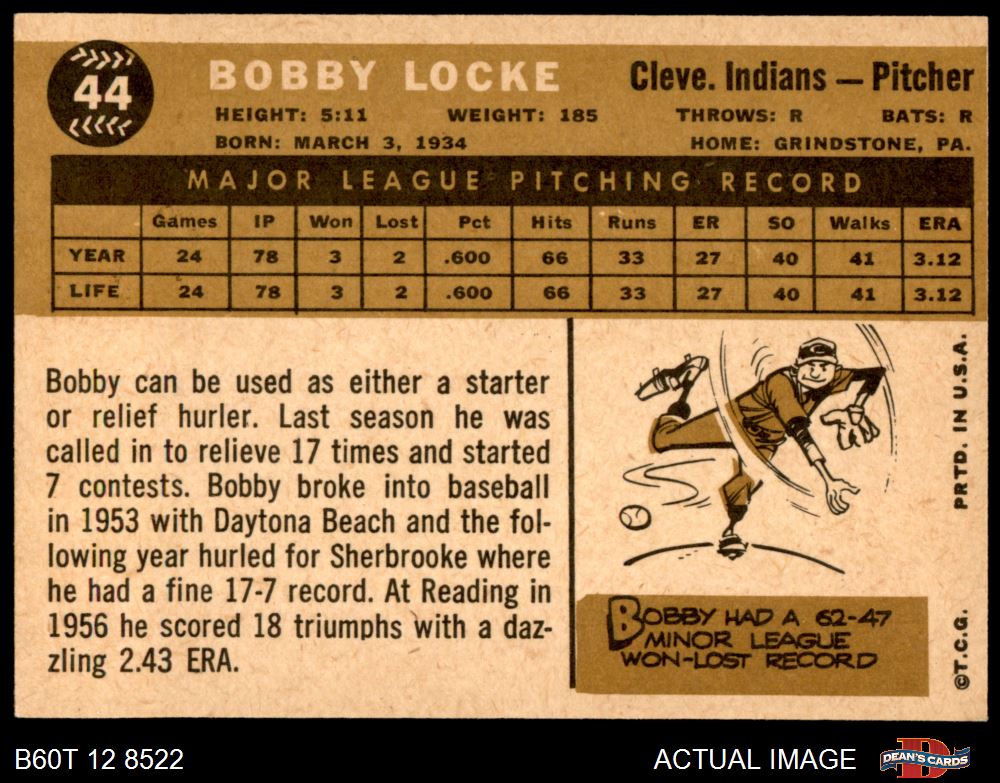 44
BOBBY LOCKE
Cleve. Indians — Pitcher
HEIGHT: 5:11 WEIGHT: 185 THROWS: R BATS: R
BORN: MARCH 3, 1934 HOME: GRINDSTONE, PA.
MAJOR LEAGUE PITCHING RECORD
Games IP Won Lost Pct Hits Runs ER SO Walks ERA
YEAR 24 78 3 2 .600 66 33 27 40 41 3.12
LIFE 24 78 3 2 .600 66 33 27 40 41 3.12
Bobby can be used as either a starter
or relief hurler. Last season he was
called in to relieve 17 times and started
7 contests. Bobby broke into baseball
in 1953 with Daytona Beach and the fol-
lowing year hurled for Sherbrooke where
he had a fine 17-7 record. At Reading in
1956 he scored 18 triumphs with a daz-
zling 2.43 ERA.
BOBBY HAD A 62-47
MINOR LEAGUE
WON-LOST RECORD
PRTD. IN U.S.A.
©T.C.G.
B60T 12 8522
ACTUAL IMAGE
DEAN'S CARDS